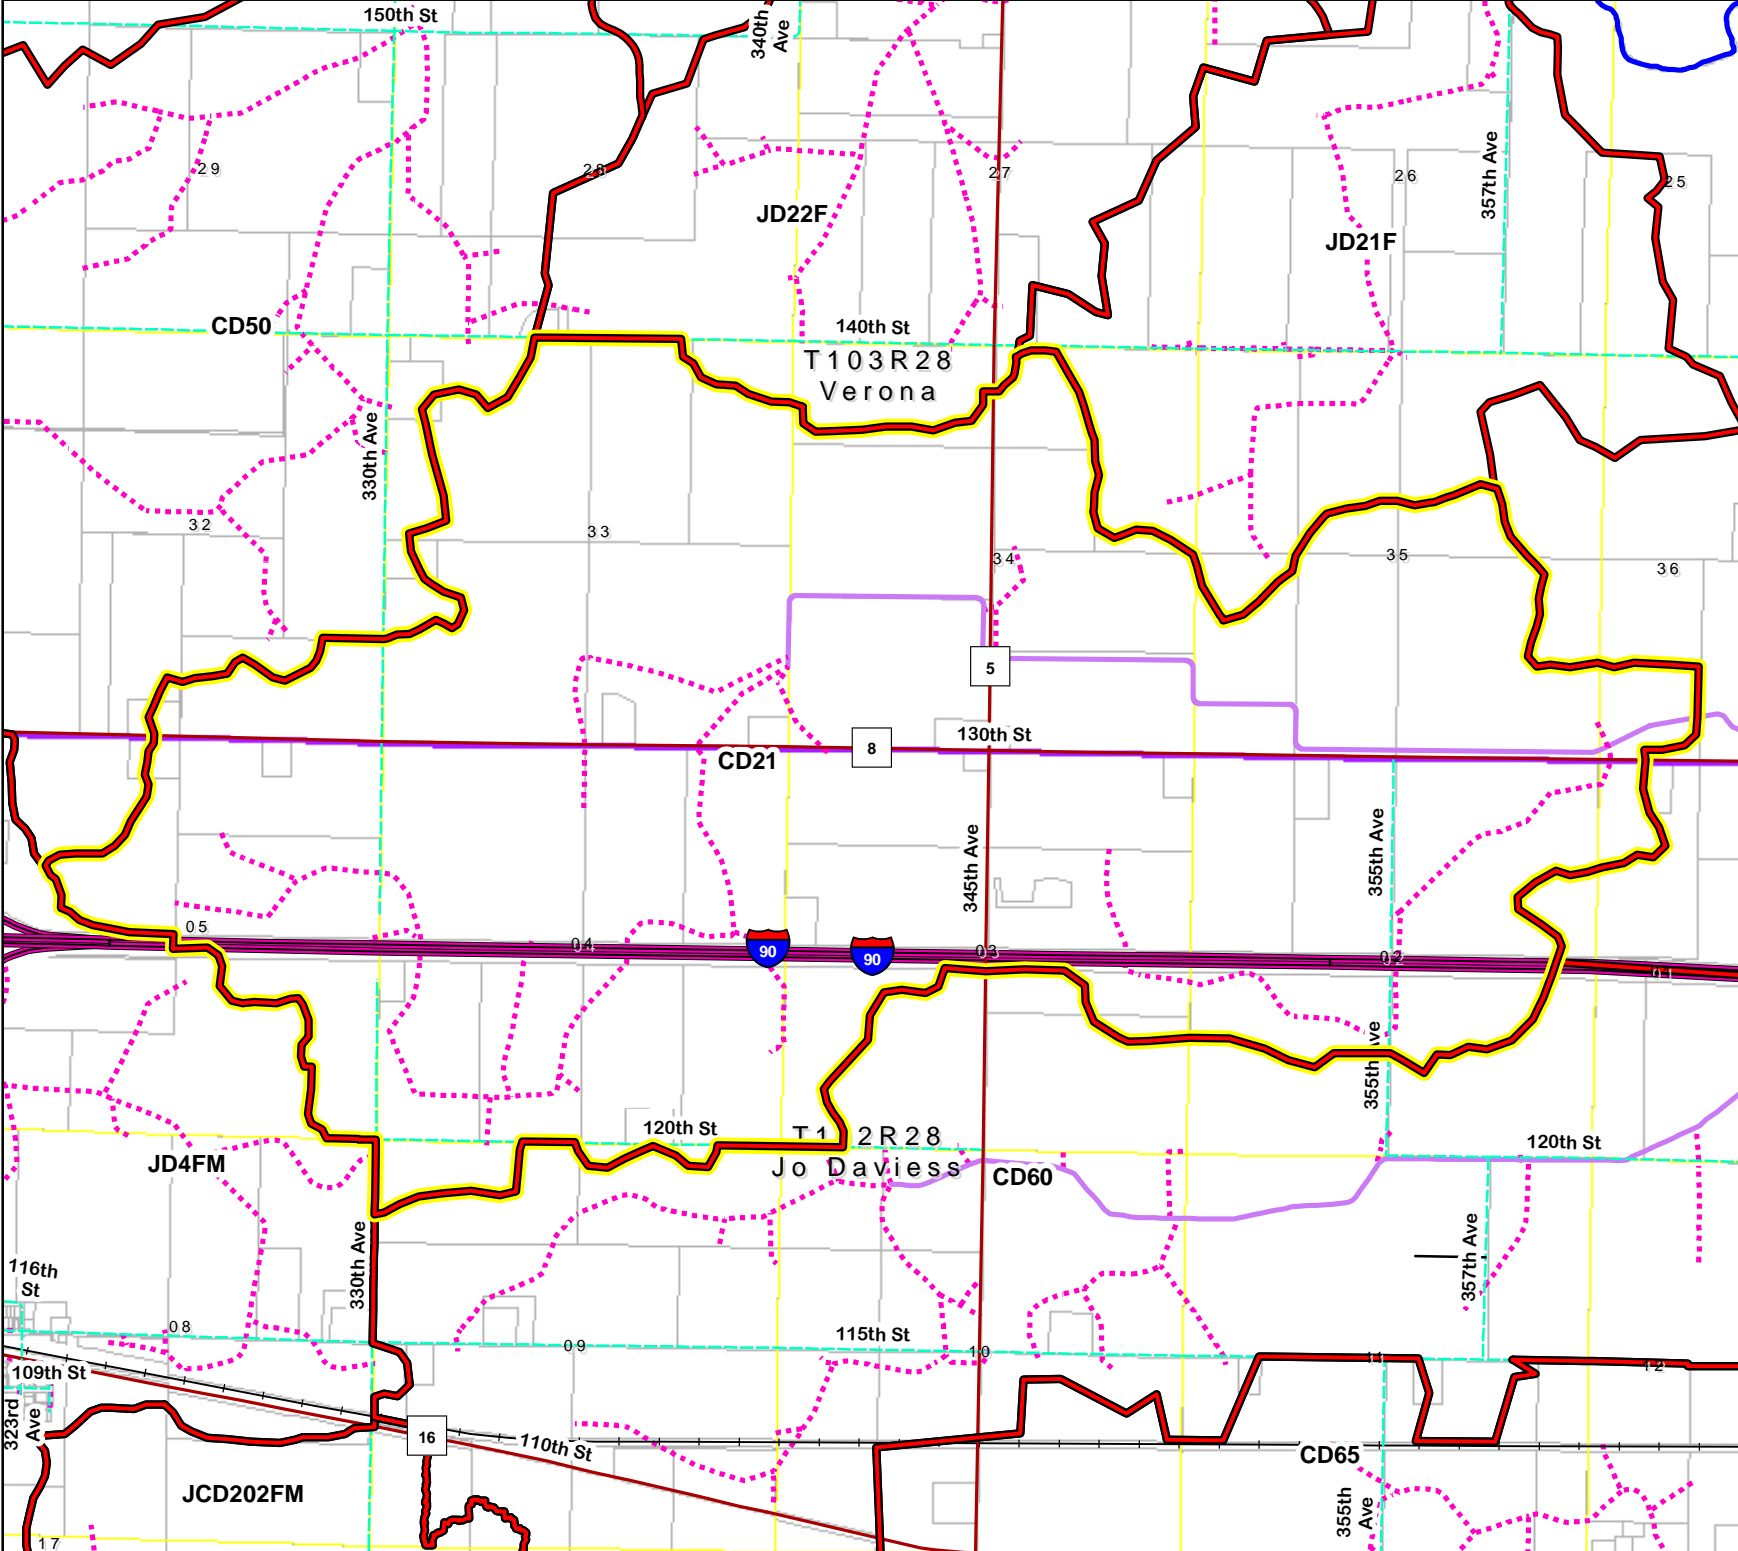 150th St
340th
Ave
29
28
27
26
25
357th Ave
JD22F
JD21F
CD50
140th St
T103R28
Verona
330th Ave
32
33
34
35
36
5
8
130th St
CD21
345th Ave
355th Ave
05
04
03
02
01
90
90
355th Ave
120th St
T102R28
Jo Daviess
120th St
JD4FM
CD60
330th Ave
357th Ave
116th
St
08
09
115th St
10
11
12
109th St
323rd
Ave
16
110th St
CD65
JCD202FM
355th
Ave
17